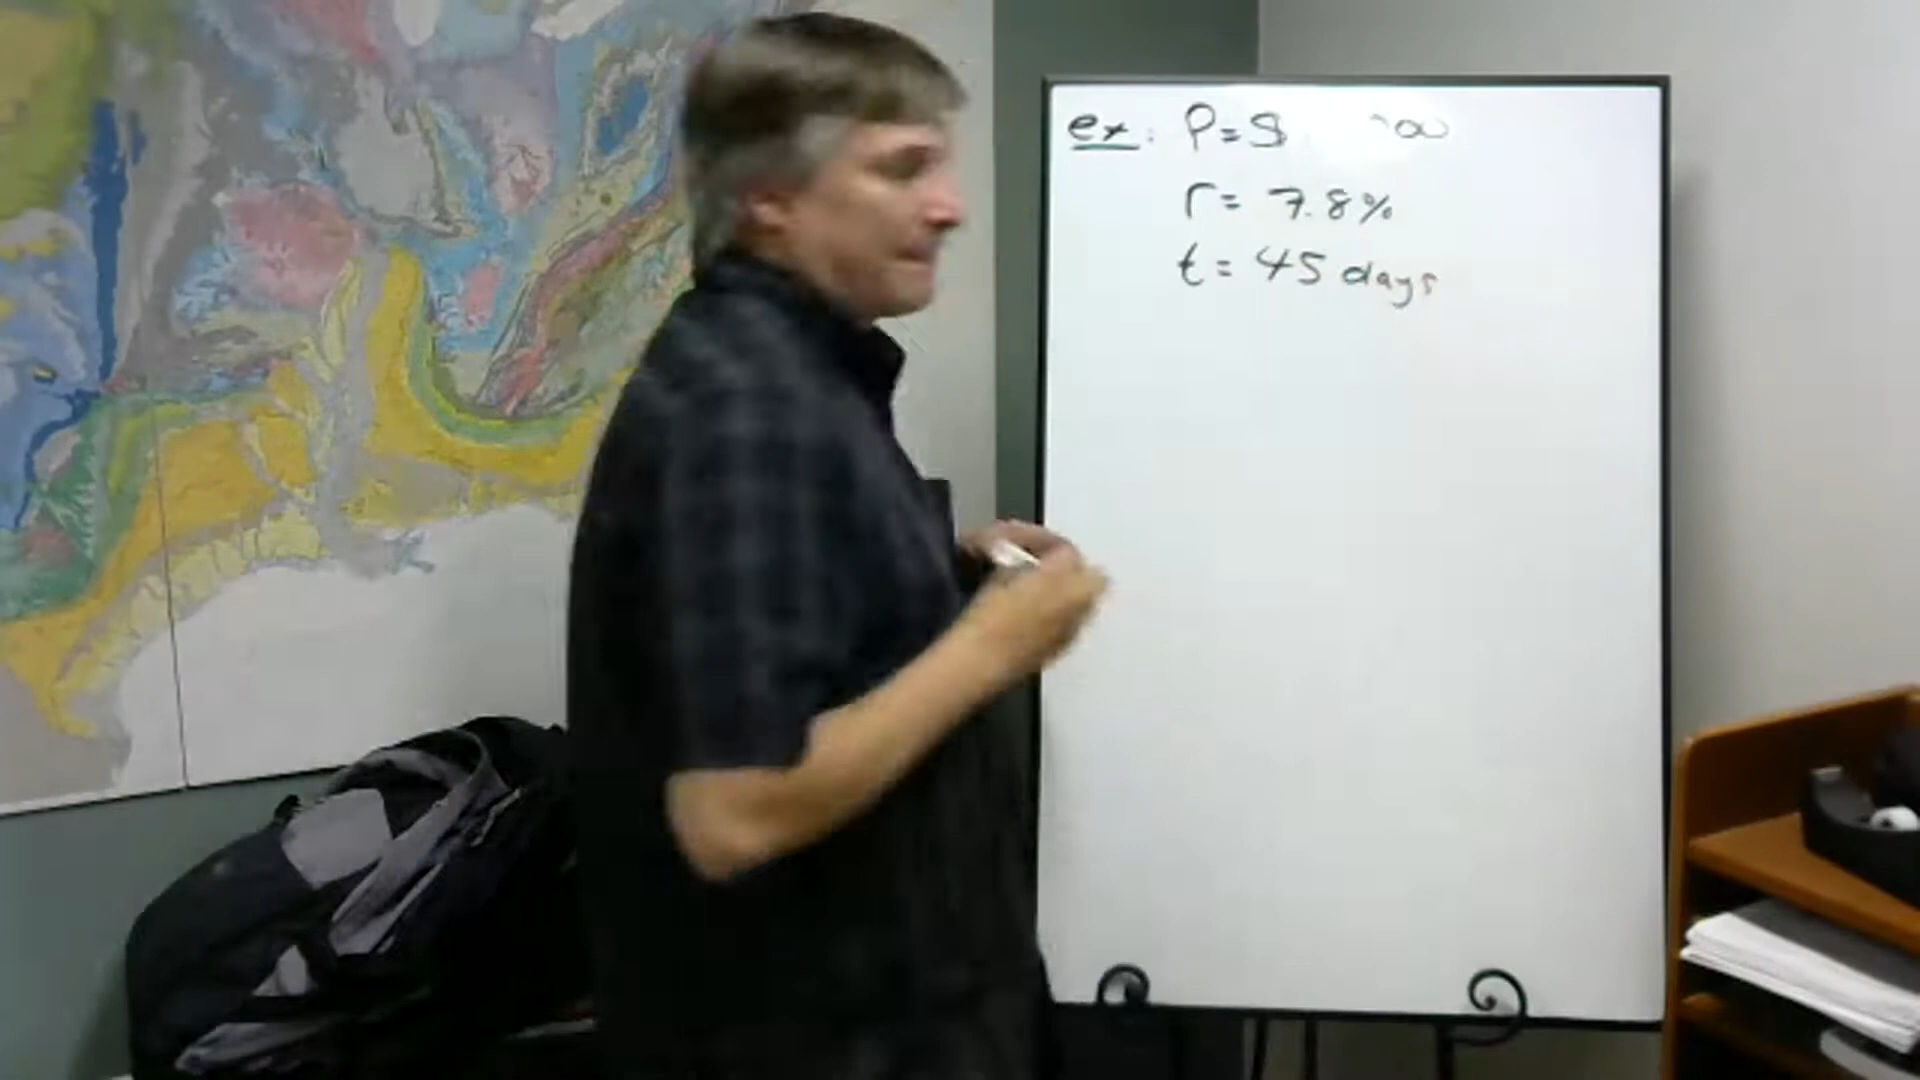 ex: P=$
r= 7.8%
t= 45 days